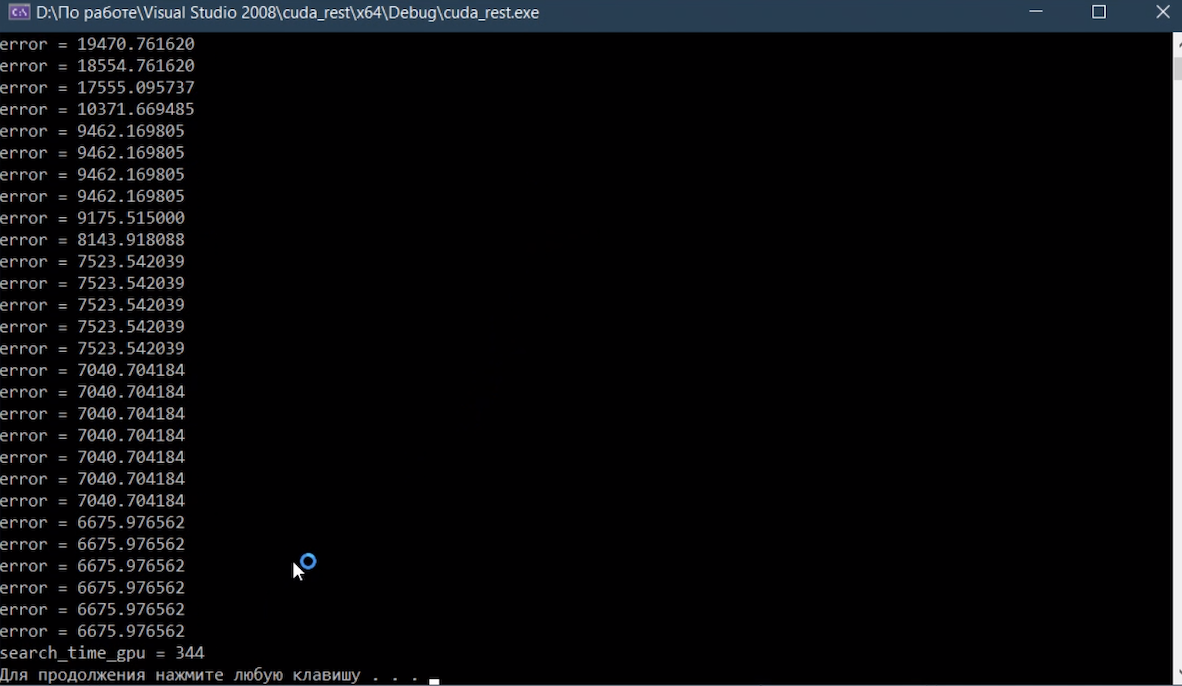 D:\По работе\Visual Studio 2008\cuda_rest\x64\Debug\cuda_rest.exe
error = 19470.761620
error = 18554.761620
error = 17555.095737
error = 10371.669485
error = 9462.169805
error = 9462.169805
error = 9462.169805
error = 9462.169805
error = 9175.515000
error = 8143.918088
error = 7523.542039
error = 7523.542039
error = 7523.542039
error = 7523.542039
error = 7523.542039
error = 7040.704184
error = 7040.704184
error = 7040.704184
error = 7040.704184
error = 7040.704184
error = 7040.704184
error = 7040.704184
error = 6675.976562
error = 6675.976562
error = 6675.976562
error = 6675.976562
error = 6675.976562
error = 6675.976562
search_time_gpu = 344
Для продолжения нажмите любую клавишу . . .